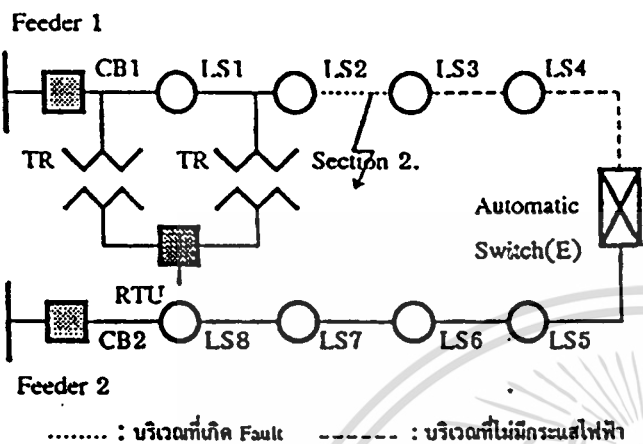 Feeder 1
CB1 LS1 LS2 LS3 LS4
TR TR Section 2.
Automatic
Switch(E)
RTU
CB2 LS8 LS7 LS6 LS5
Feeder 2
........ : บริเวณที่เกิด Fault ------ : บริเวณที่ไม่มีกระแสไฟฟ้า